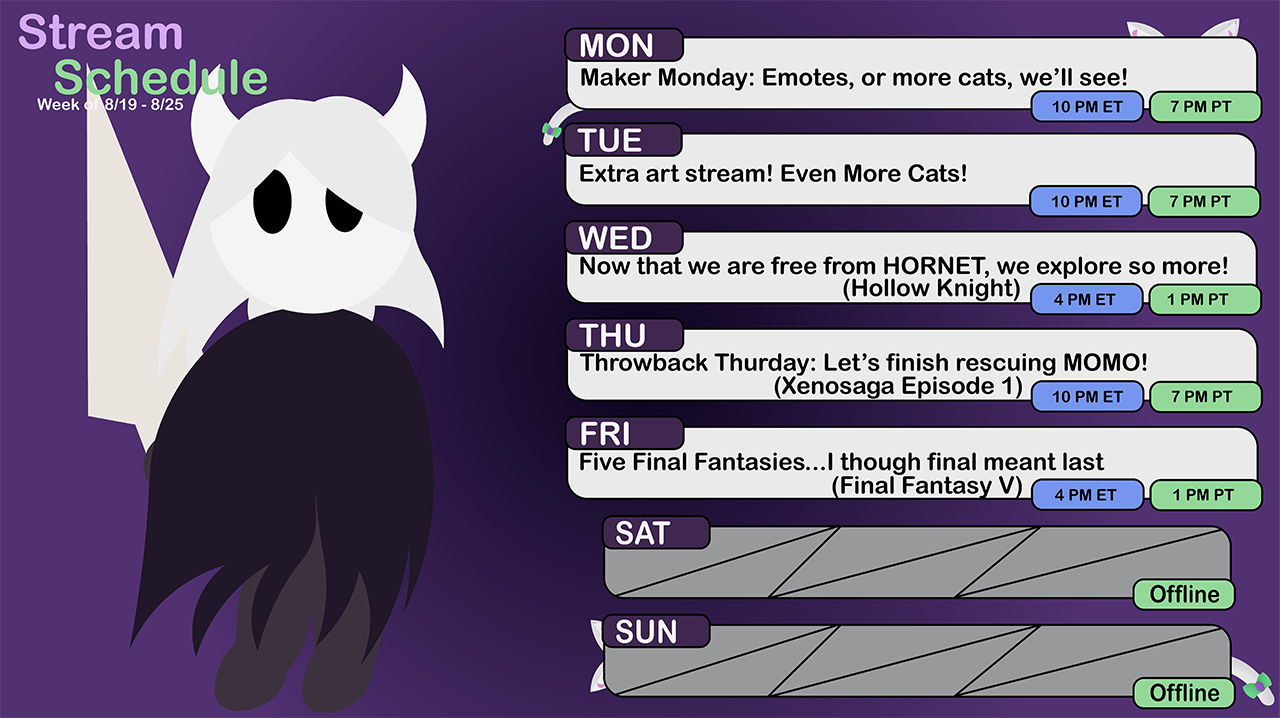 Stream
Schedule
Week of 8/19 - 8/25
MON
Maker Monday: Emotes, or more cats, we'll see!
10 PM ET
7 PM PT
TUE
Extra art stream! Even More Cats!
10 PM ET
7 PM PT
WED
Now that we are free from HORNET, we explore so more!
(Hollow Knight)
4 PM ET
1 PM PT
THU
Throwback Thurday: Let's finish rescuing MOMO!
(Xenosaga Episode 1)
10 PM ET
7 PM PT
FRI
Five Final Fantasies...I though final meant last
(Final Fantasy V)
4 PM ET
1 PM PT
SAT
Offline
SUN
Offline